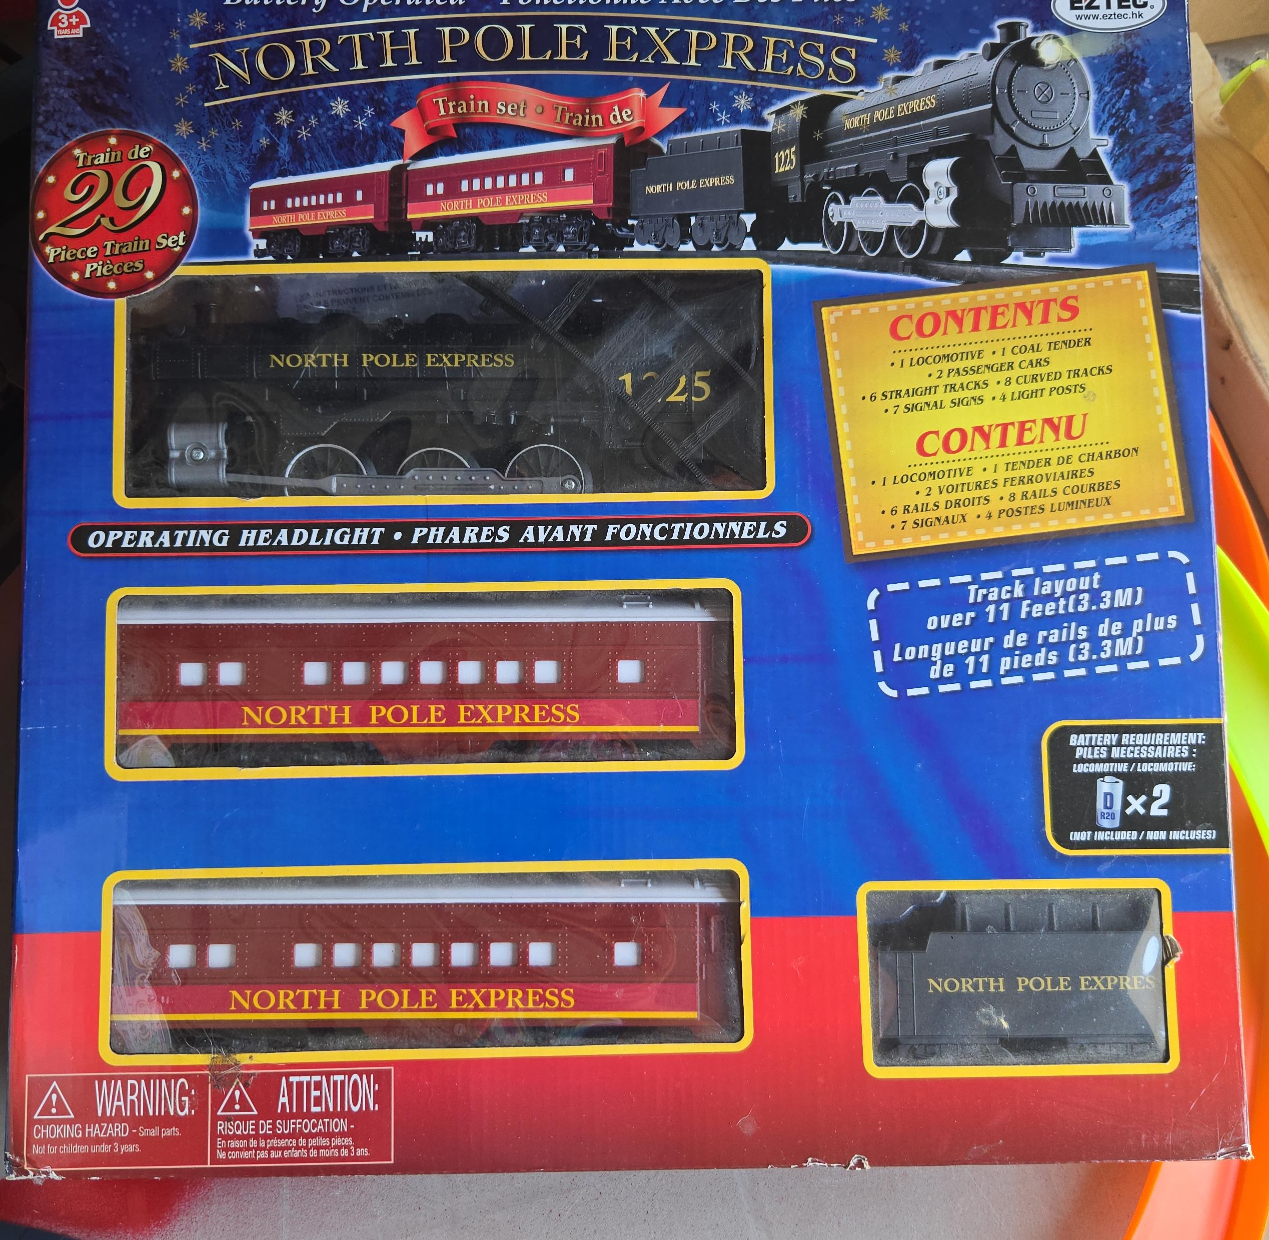 Battery Operated • Fonctionne Avec Des Piles
EZTEC®
www.eztec.hk
3+
YEARS ANS
NORTH POLE EXPRESS
Train set • Train de
Train de
29
Piece Train Set
Pièces
NORTH POLE EXPRESS
NORTH POLE EXPRESS
NORTH POLE EXPRESS
1225
NORTH POLE EXPRESS
NORTH POLE EXPRESS
1225
CONTENTS
• 1 LOCOMOTIVE • 1 COAL TENDER
• 2 PASSENGER CARS
• 6 STRAIGHT TRACKS • 8 CURVED TRACKS
• 7 SIGNAL SIGNS • 4 LIGHT POSTS
CONTENU
• 1 LOCOMOTIVE • 1 TENDER DE CHARBON
• 2 VOITURES FERROVIAIRES
• 6 RAILS DROITS • 8 RAILS COURBES
• 7 SIGNAUX • 4 POSTES LUMINEUX
OPERATING HEADLIGHT • PHARES AVANT FONCTIONNELS
Track layout
over 11 Feet(3.3M)
Longueur de rails de plus
de 11 pieds (3.3M)
NORTH POLE EXPRESS
BATTERY REQUIREMENT:
PILES NECESSAIRES :
LOCOMOTIVE / LOCOMOTIVE:
D
R20
×2
(NOT INCLUDED / NON INCLUSES)
NORTH POLE EXPRESS
NORTH POLE EXPRES
WARNING:
CHOKING HAZARD - Small parts.
Not for children under 3 years.
ATTENTION:
RISQUE DE SUFFOCATION -
En raison de la présence de petites pièces.
Ne convient pas aux enfants de moins de 3 ans.